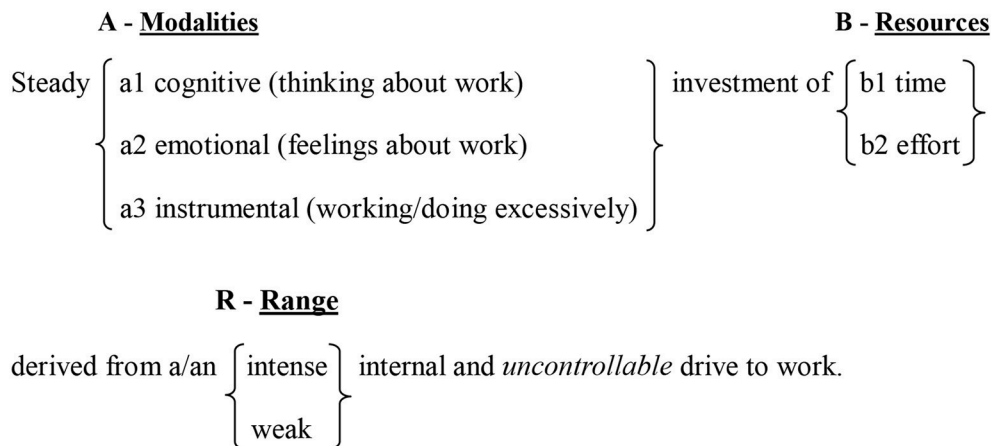 A - Modalities B - Resources
Steady a1 cognitive (thinking about work) investment of b1 time
a2 emotional (feelings about work) b2 effort
a3 instrumental (working/doing excessively)
R - Range
derived from a/an intense internal and uncontrollable drive to work.
weak